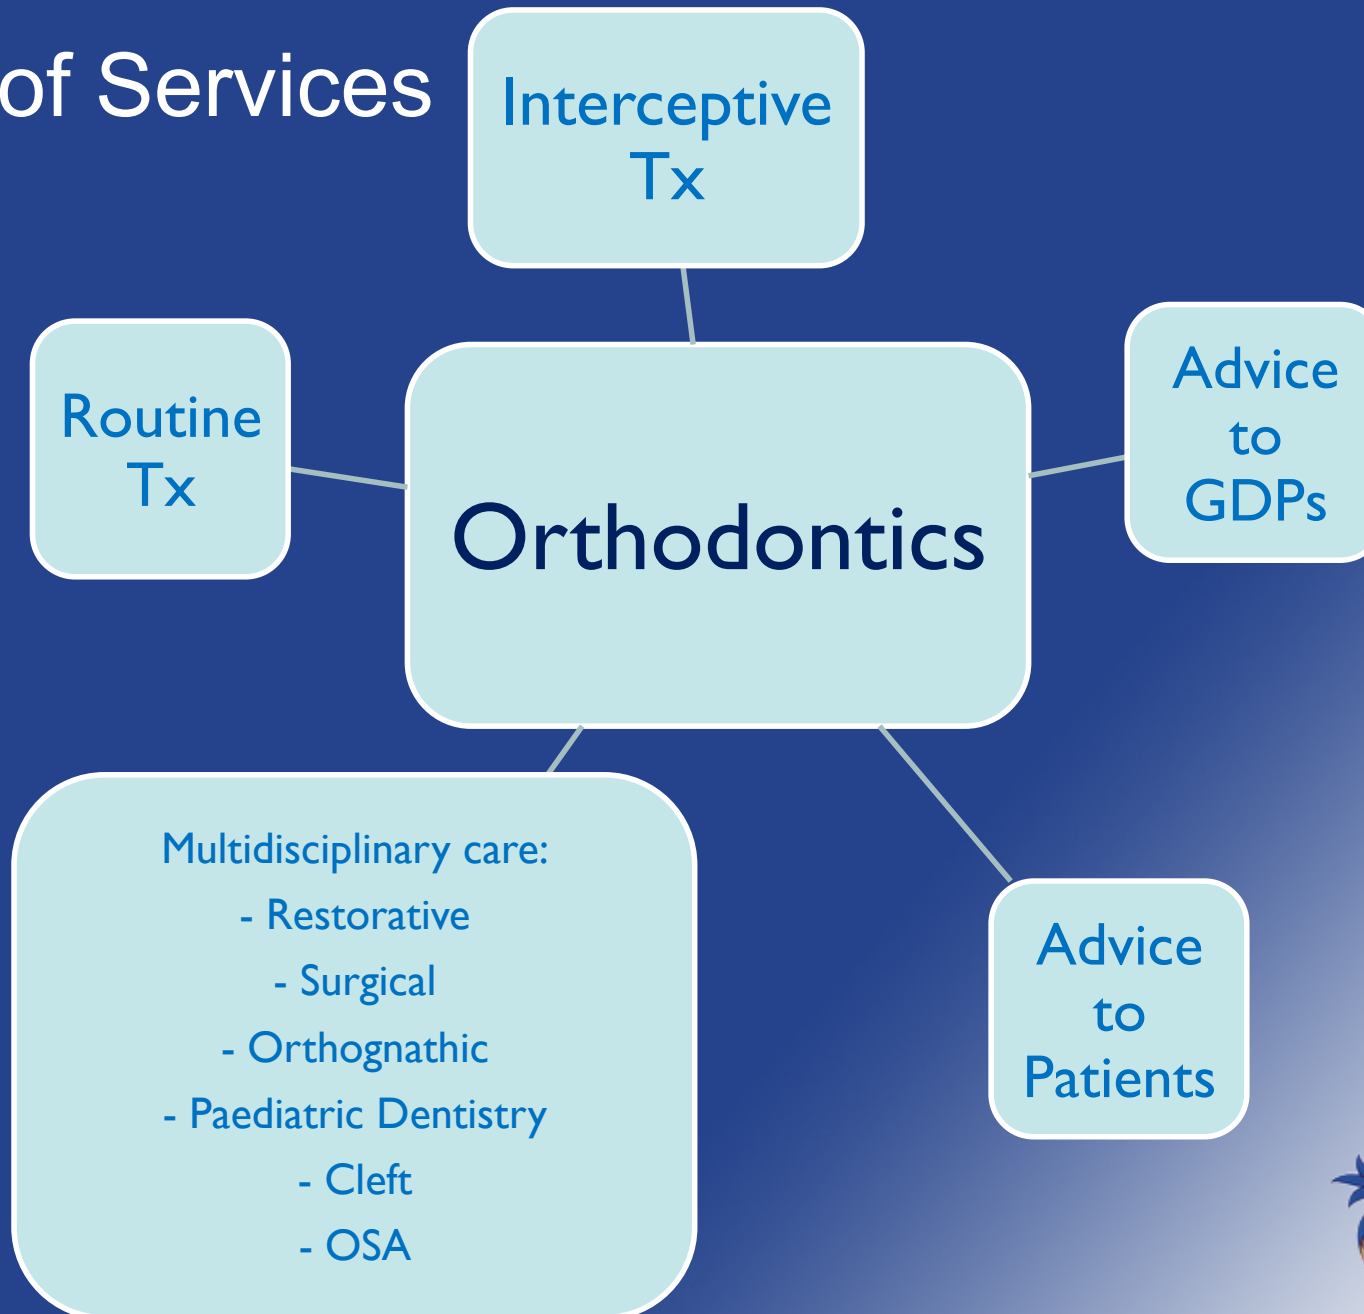 of Services
Interceptive
Tx
Routine
Tx
Advice
to
GDPs
Orthodontics
Multidisciplinary care:
- Restorative
- Surgical
- Orthognathic
- Paediatric Dentistry
- Cleft
- OSA
Advice
to
Patients